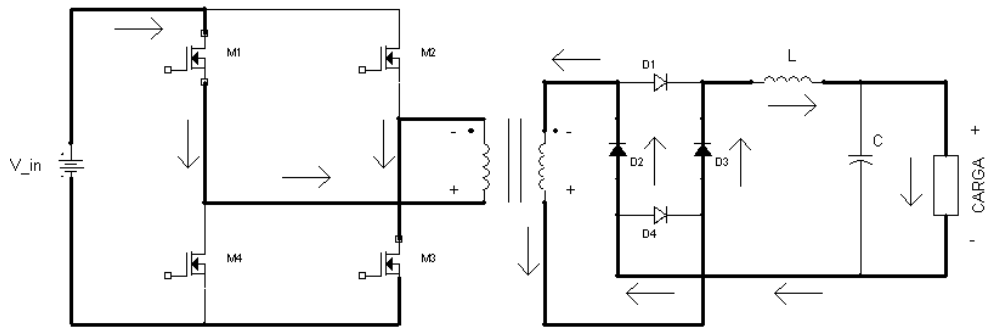 M1
M2
D1
L
- •
- •
+
V_in
D2
D3
C
CARGA
+
+
D4
-
M4
M3